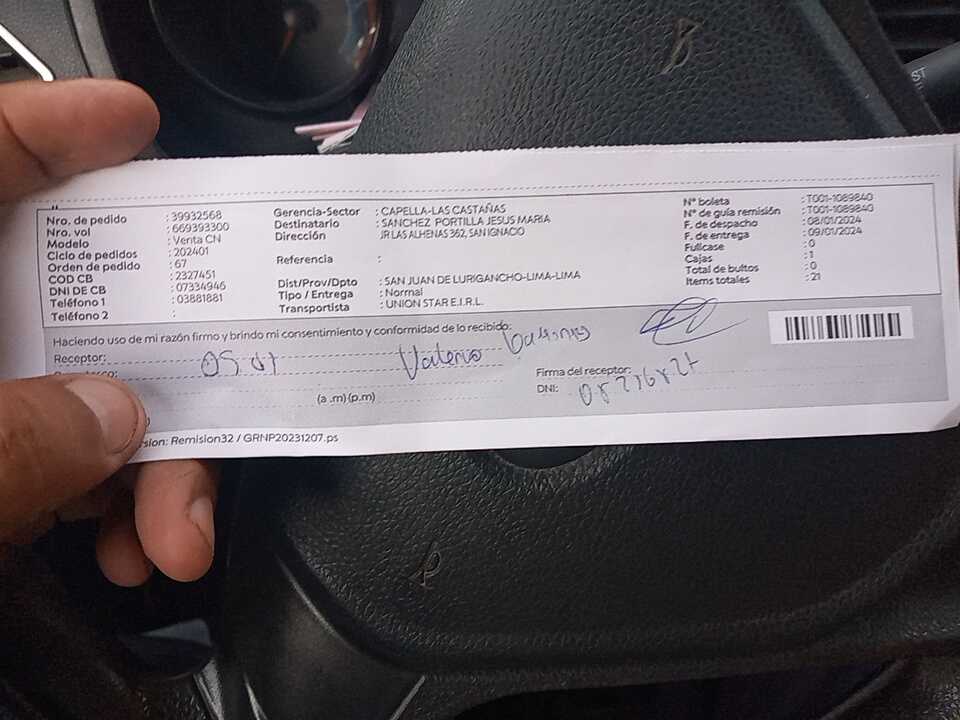 Nro. de pedido : 39932568
Nro. vol : 669393300
Modelo : Venta CN
Ciclo de pedidos : 202401
Orden de pedido : 67
COD CB : 2327451
DNI DE CB : 07334946
Teléfono 1 : 03881881
Teléfono 2 :
Gerencia-Sector : CAPELLA-LAS CASTAÑAS
Destinatario : SANCHEZ PORTILLA JESUS MARIA
Dirección JR LAS ALHENAS 362, SAN IGNACIO
Referencia :
Dist/Prov/Dpto : SAN JUAN DE LURIGANCHO-LIMA-LIMA
Tipo / Entrega : Normal
Transportista : UNION STAR E.I.R.L.
N° boleta : T001-1089840
N° de guía remisión : T001-1089840
F. de despacho : 08/01/2024
F. de entrega : 09/01/2024
Fullcase : 0
Cajas : 1
Total de bultos : 0
Items totales : 21
Haciendo uso de mi razón firmo y brindo mi consentimiento y conformidad de lo recibido:
Receptor: Valerio
(a .m) (p.m)
Firma del receptor:
DNI:
rsion: Remision32 / GRNP20231207.ps
ST